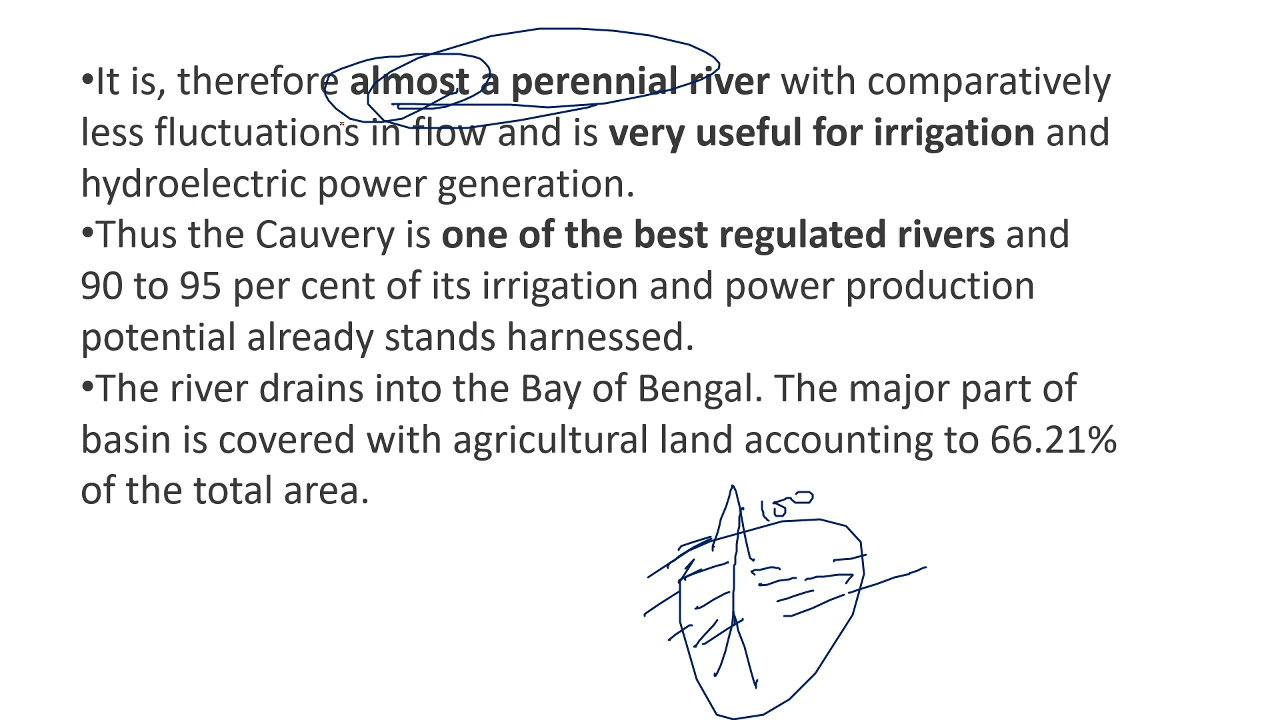 •It is, therefore almost a perennial river with comparatively
less fluctuations in flow and is very useful for irrigation and
hydroelectric power generation.
•Thus the Cauvery is one of the best regulated rivers and
90 to 95 per cent of its irrigation and power production
potential already stands harnessed.
•The river drains into the Bay of Bengal. The major part of
basin is covered with agricultural land accounting to 66.21%
of the total area.